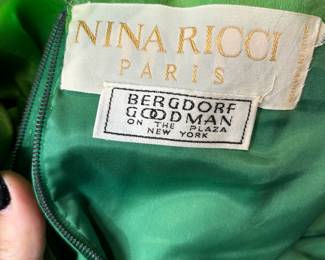 NINA RICCI
PARIS
BERGDORF
GOODMAN
ON THE PLAZA
NEW YORK